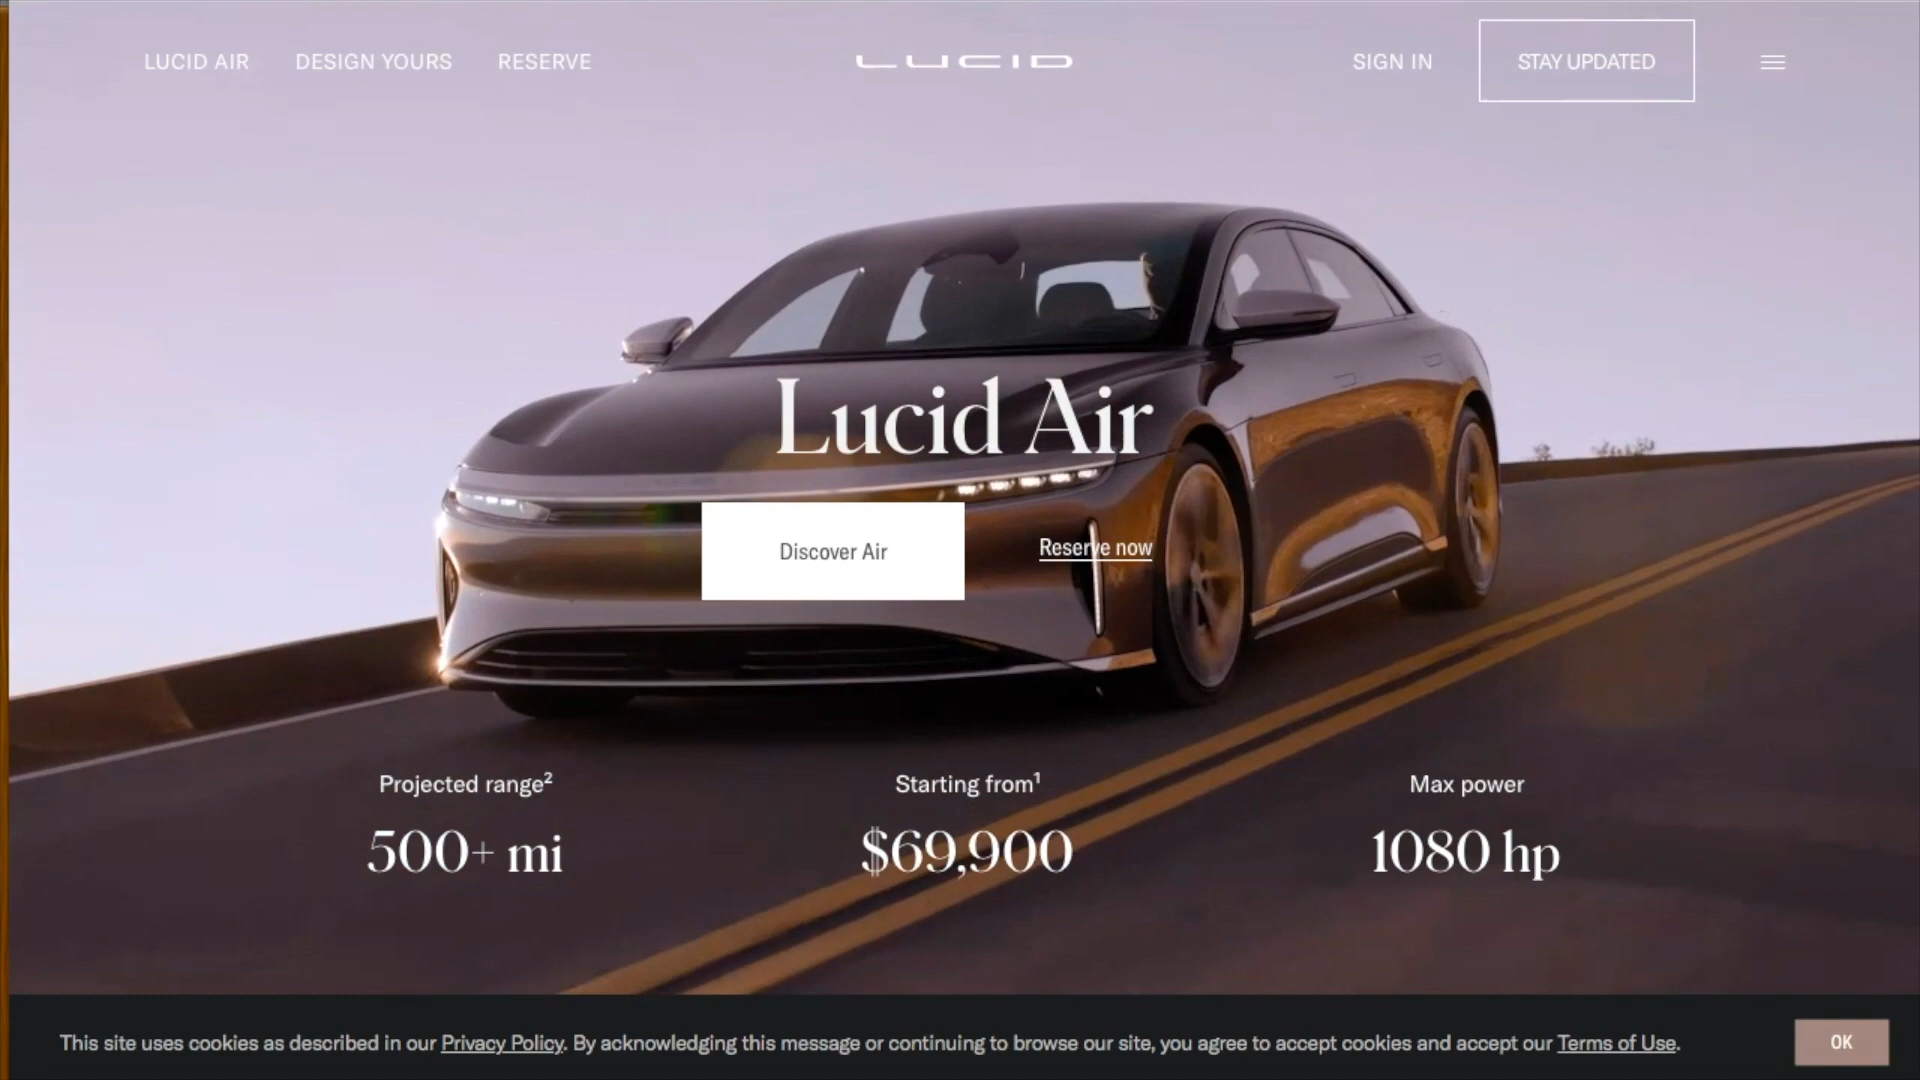 LUCID AIR DESIGN YOURS RESERVE LUCID SIGN IN STAY UPDATED
Lucid Air
Discover Air Reserve now
Projected range² Starting from¹ Max power
500+ mi $69,900 1080 hp
This site uses cookies as described in our Privacy Policy. By acknowledging this message or continuing to browse our site, you agree to accept cookies and accept our Terms of Use. OK